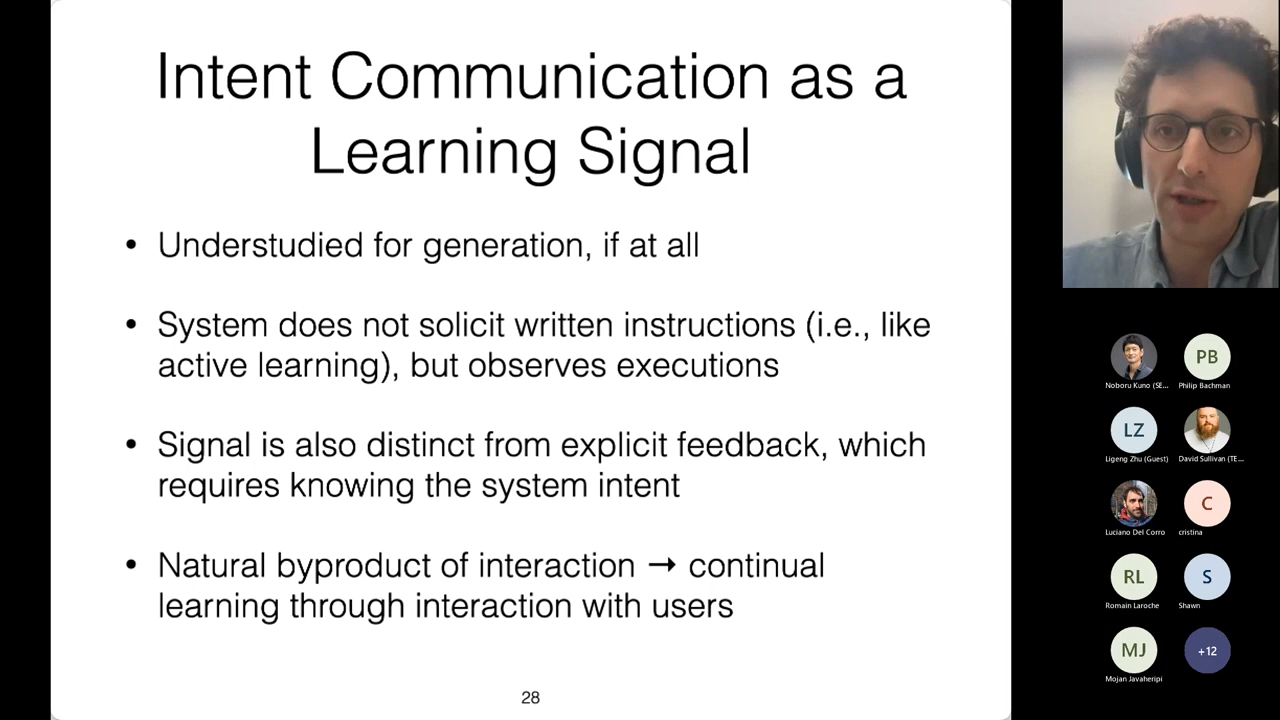 Intent Communication as a
Learning Signal
• Understudied for generation, if at all
• System does not solicit written instructions (i.e., like
active learning), but observes executions
• Signal is also distinct from explicit feedback, which
requires knowing the system intent
• Natural byproduct of interaction → continual
learning through interaction with users
28
Noboru Kuno (SE...
PB
Philip Bachman
LZ
Ligeng Zhu (Guest)
David Sullivan (TE...
Luciano Del Corro
C
cristina
RL
Romain Laroche
S
Shawn
MJ
Mojan Javaheripi
+12